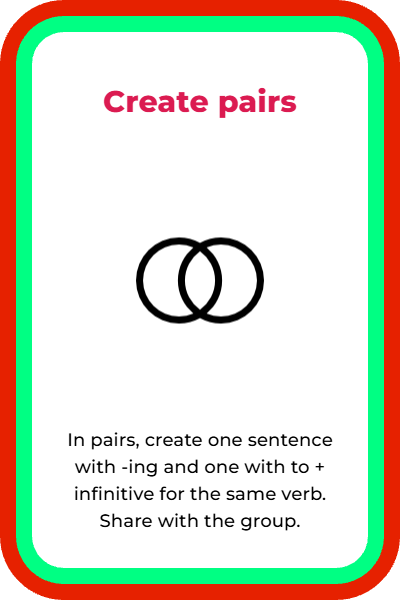 Create pairs
In pairs, create one sentence
with -ing and one with to +
infinitive for the same verb.
Share with the group.